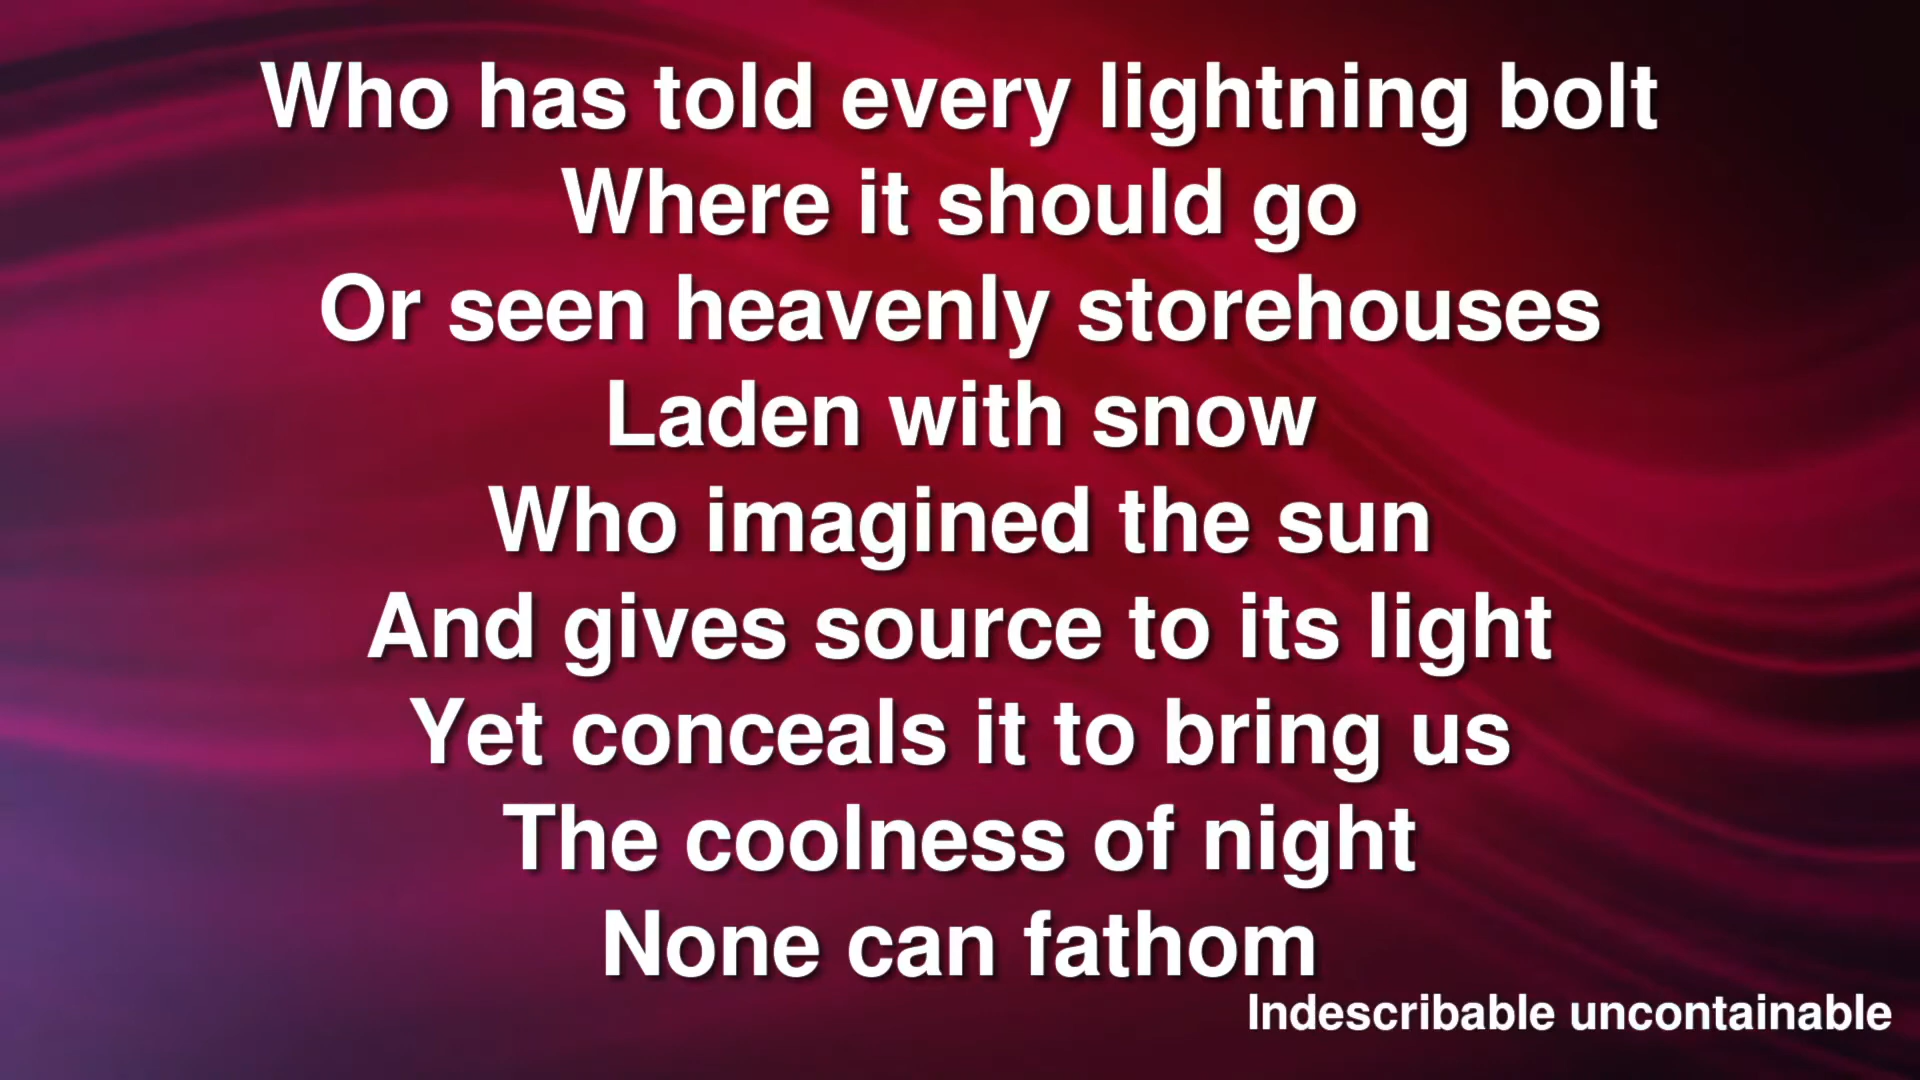 Who has told every lightning bolt
Where it should go
Or seen heavenly storehouses
Laden with snow
Who imagined the sun
And gives source to its light
Yet conceals it to bring us
The coolness of night
None can fathom
Indescribable uncontainable